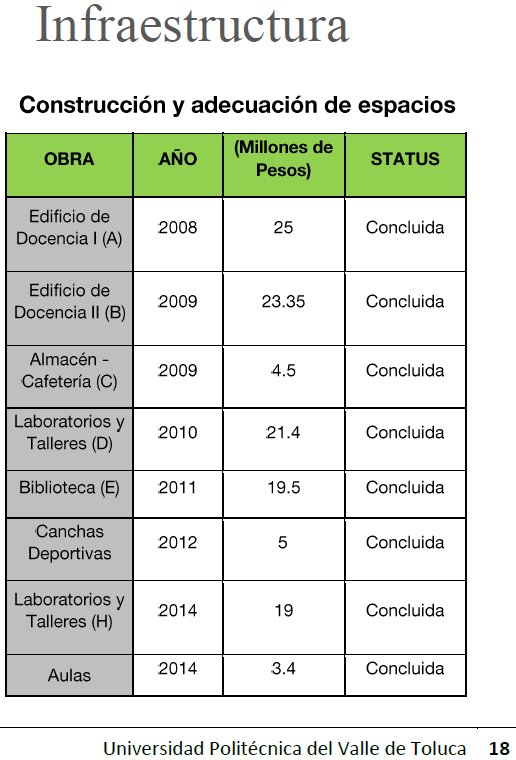 Infraestructura
Construcción y adecuación de espacios
OBRA AÑO (Millones de Pesos) STATUS
Edificio de Docencia I (A) 2008 25 Concluida
Edificio de Docencia II (B) 2009 23.35 Concluida
Almacén - Cafetería (C) 2009 4.5 Concluida
Laboratorios y Talleres (D) 2010 21.4 Concluida
Biblioteca (E) 2011 19.5 Concluida
Canchas Deportivas 2012 5 Concluida
Laboratorios y Talleres (H) 2014 19 Concluida
Aulas 2014 3.4 Concluida
Universidad Politécnica del Valle de Toluca 18